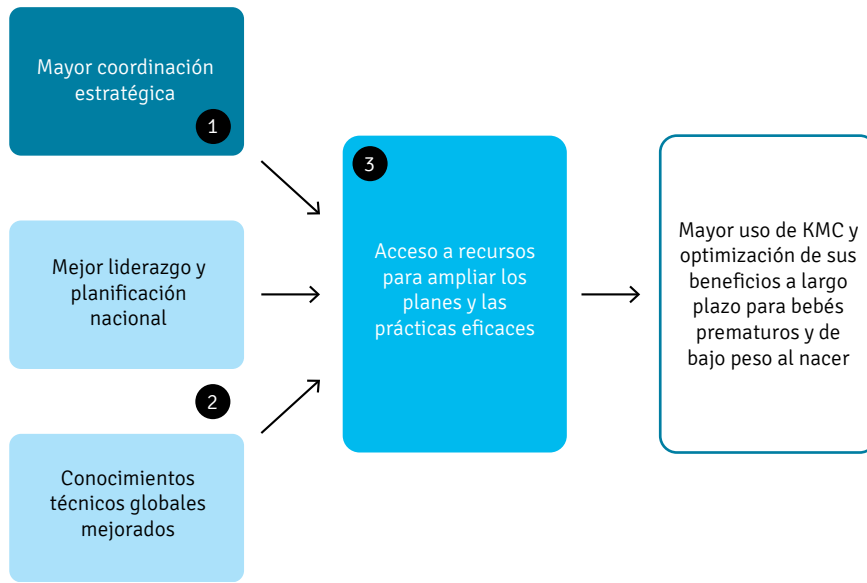 Mayor coordinación
estratégica
1
Mejor liderazgo y
planificación
nacional
2
Conocimientos
técnicos globales
mejorados
3
Acceso a recursos
para ampliar los
planes y las
prácticas eficaces
Mayor uso de KMC y
optimización de sus
beneficios a largo
plazo para bebés
prematuros y de
bajo peso al nacer